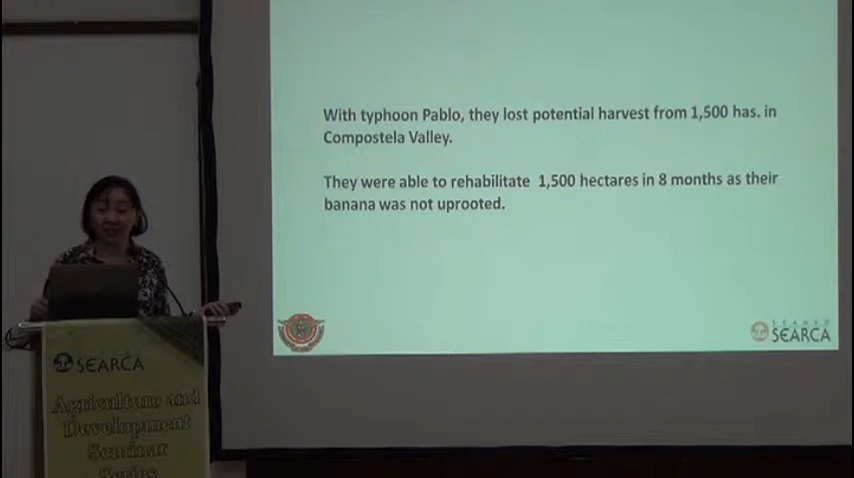 With typhoon Pablo, they lost potential harvest from 1,500 has. in
Compostela Valley.
They were able to rehabilitate 1,500 hectares in 8 months as their
banana was not uprooted.
SEARCA
SEARCA
Agriculture and
Development
Seminar
Series